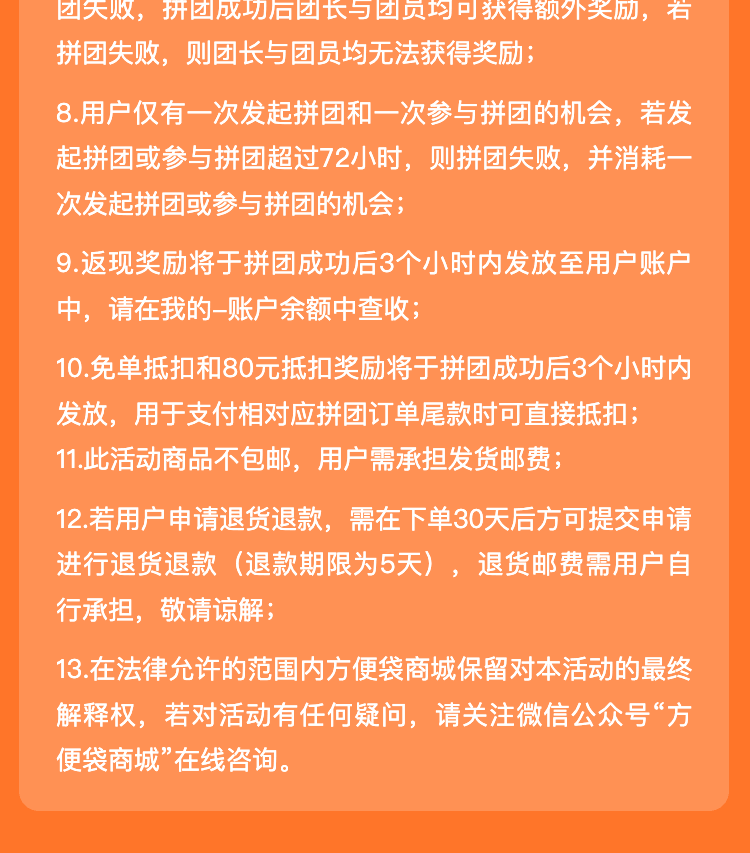 团失败，拼团成功后团长与团员均可获得额外奖励，若
拼团失败，则团长与团员均无法获得奖励；
8.用户仅有一次发起拼团和一次参与拼团的机会，若发
起拼团或参与拼团超过72小时，则拼团失败，并消耗一
次发起拼团或参与拼团的机会；
9.返现奖励将于拼团成功后3个小时内发放至用户账户
中，请在我的–账户余额中查收；
10.免单抵扣和80元抵扣奖励将于拼团成功后3个小时内
发放，用于支付相对应拼团订单尾款时可直接抵扣；
11.此活动商品不包邮，用户需承担发货邮费；
12.若用户申请退货退款，需在下单30天后方可提交申请
进行退货退款（退款期限为5天），退货邮费需用户自
行承担，敬请谅解；
13.在法律允许的范围内方便袋商城保留对本活动的最终
解释权，若对活动有任何疑问，请关注微信公众号“方
便袋商城”在线咨询。